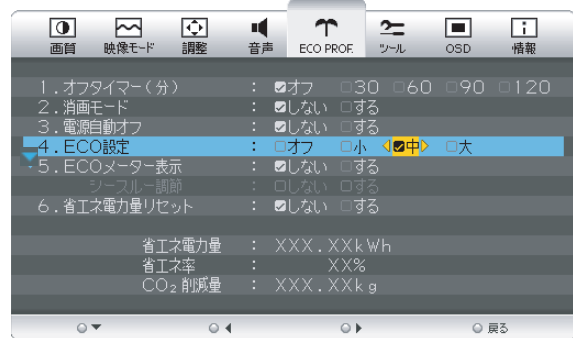 画質 映像モード 調整 音声 ECO PROF. ツール OSD 情報
1.オフタイマー(分) : ☑オフ □30 □60 □90 □120
2.消画モード : ☑しない □する
3.電源自動オフ : ☑しない □する
4.ECO設定 : □オフ □小 ☑中 □大
5.ECOメーター表示 : ☑しない □する
シースルー調節 : □しない □する
6.省エネ電力量リセット : ☑しない □する
省エネ電力量 : XXX.XXkWh
省エネ率 : XX%
CO₂削減量 : XXX.XXkg
戻る